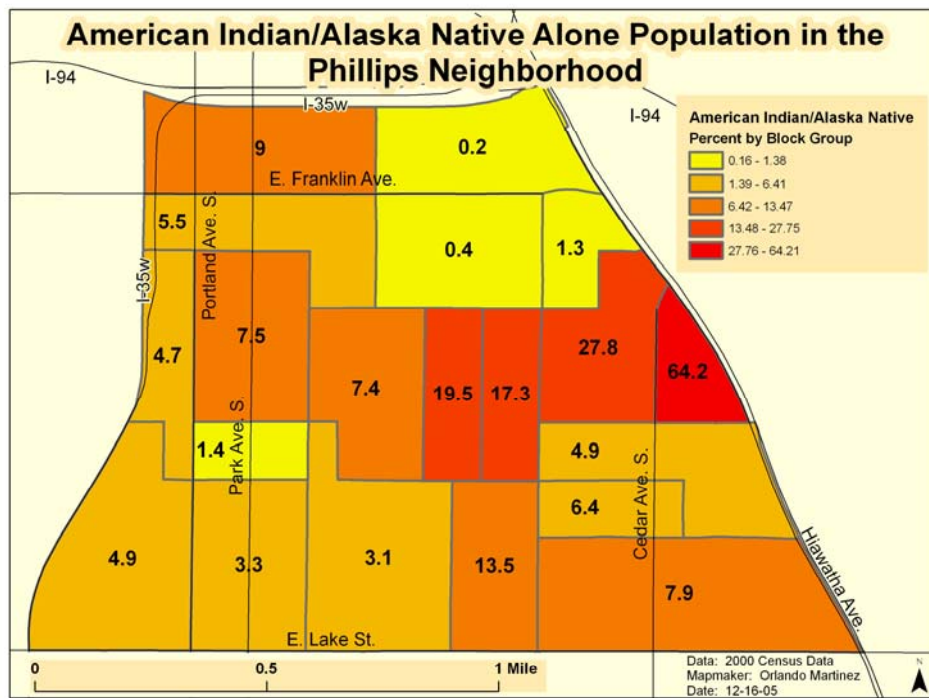 American Indian/Alaska Native Alone Population in the
Phillips Neighborhood
I-94
I-35w
I-94
American Indian/Alaska Native
Percent by Block Group
0.16 - 1.38
1.39 - 6.41
6.42 - 13.47
13.48 - 27.75
27.76 - 64.21
9
0.2
E. Franklin Ave.
5.5
Portland Ave. S.
0.4
1.3
I-35w
4.7
7.5
7.4
19.5
17.3
27.8
64.2
1.4
Park Ave. S.
4.9
Cedar Ave. S.
6.4
Hiawatha Ave.
4.9
3.3
3.1
13.5
7.9
E. Lake St.
0
0.5
1 Mile
Data: 2000 Census Data
Mapmaker: Orlando Martinez
Date: 12-16-05
N